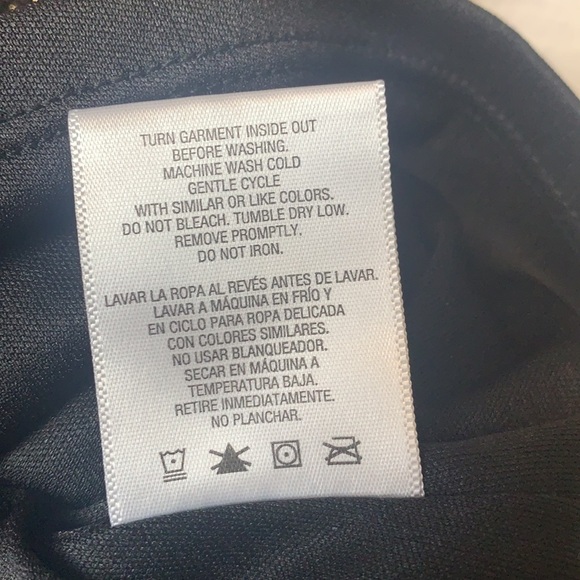 TURN GARMENT INSIDE OUT
BEFORE WASHING.
MACHINE WASH COLD
GENTLE CYCLE
WITH SIMILAR OR LIKE COLORS.
DO NOT BLEACH. TUMBLE DRY LOW.
REMOVE PROMPTLY.
DO NOT IRON.
LAVAR LA ROPA AL REVÉS ANTES DE LAVAR.
LAVAR A MÁQUINA EN FRÍO Y
EN CICLO PARA ROPA DELICADA
CON COLORES SIMILARES.
NO USAR BLANQUEADOR.
SECAR EN MÁQUINA A
TEMPERATURA BAJA.
RETIRE INMEDIATAMENTE.
NO PLANCHAR.